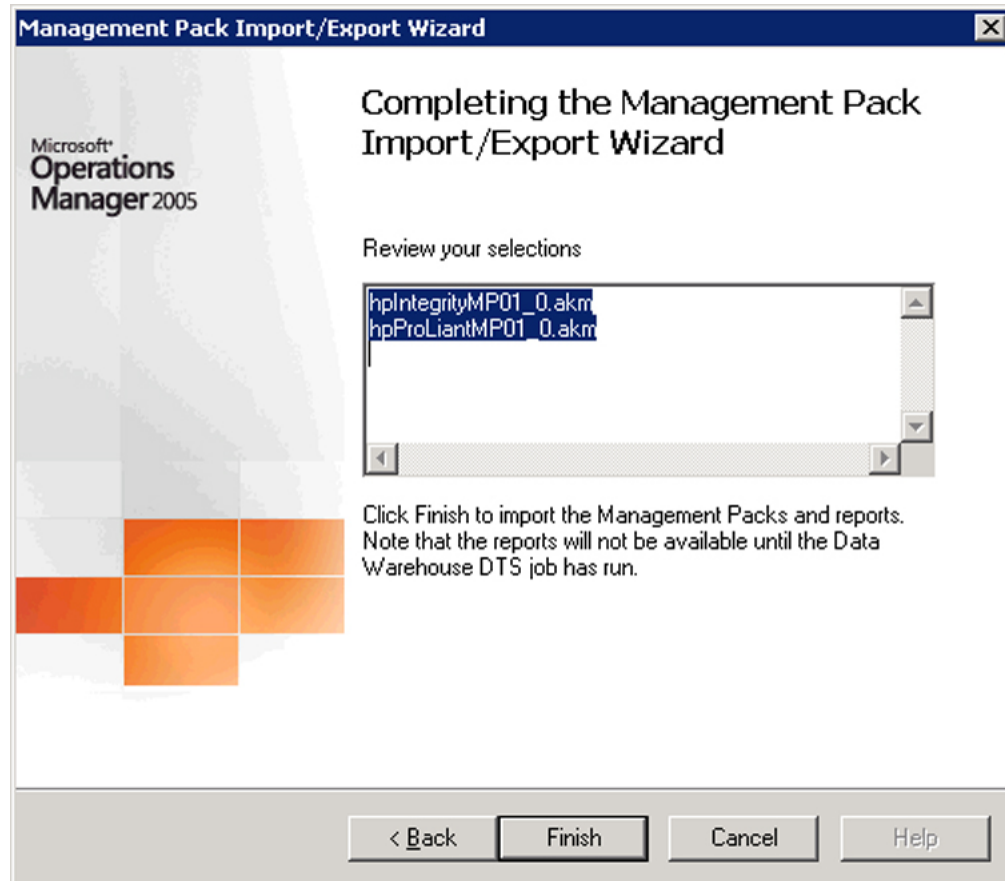 Management Pack Import/Export Wizard
Microsoft•
Operations
Manager 2005
Completing the Management Pack
Import/Export Wizard
Review your selections
hpIntegrityMP01_0.akm
hpProLiantMP01_0.akm
Click Finish to import the Management Packs and reports.
Note that the reports will not be available until the Data
Warehouse DTS job has run.
< Back
Finish
Cancel
Help